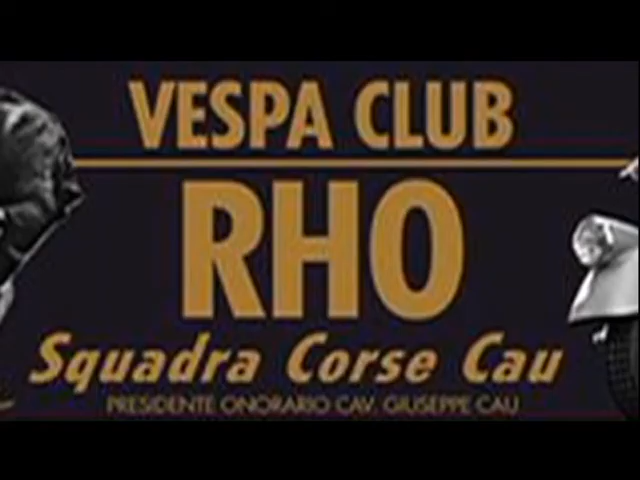 VESPA CLUB
RHO
Squadra Corse Cau
PRESIDENTE ONORARIO CAV. GIUSEPPE CAU